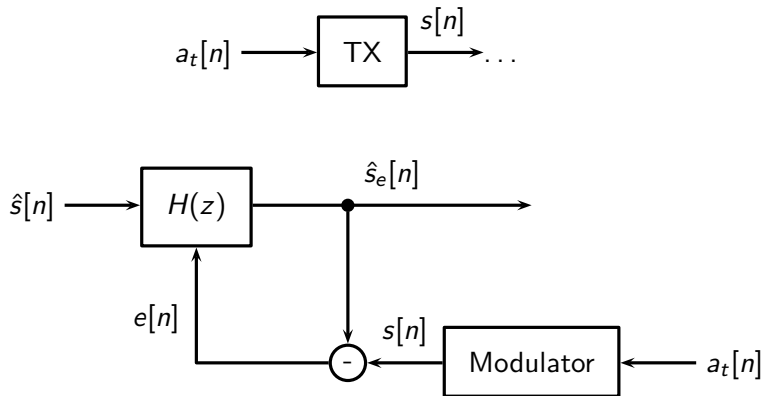 s[n]
a_t[n]
TX
...
ŝ[n]
H(z)
ŝ_e[n]
e[n]
-
s[n]
Modulator
a_t[n]